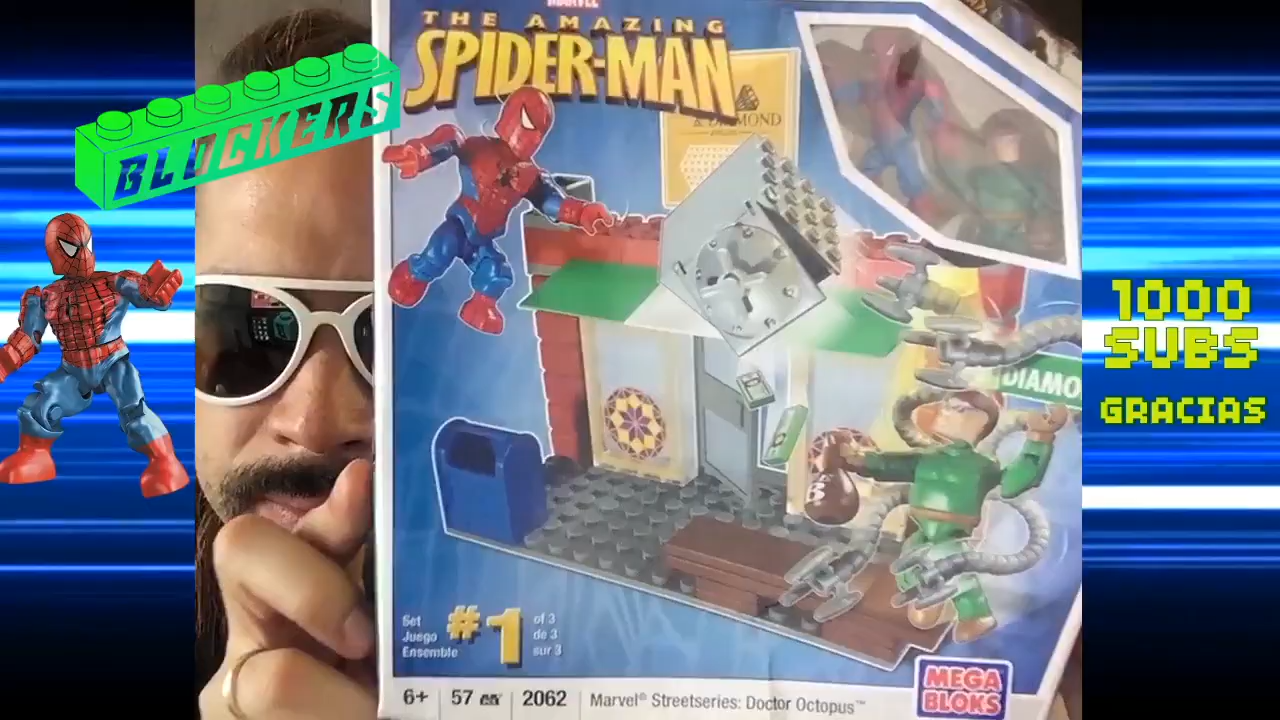 MARVEL
THE AMAZING
SPIDER-MAN
BLOCKERS
& DIAMOND
1000
SUBS
GRACIAS
DIAMO
B
Set
Juego
Ensemble
#1
of 3
de 3
sur 3
MEGA
BLOKS
6+ 57 2062 Marvel® Streetseries: Doctor Octopus™